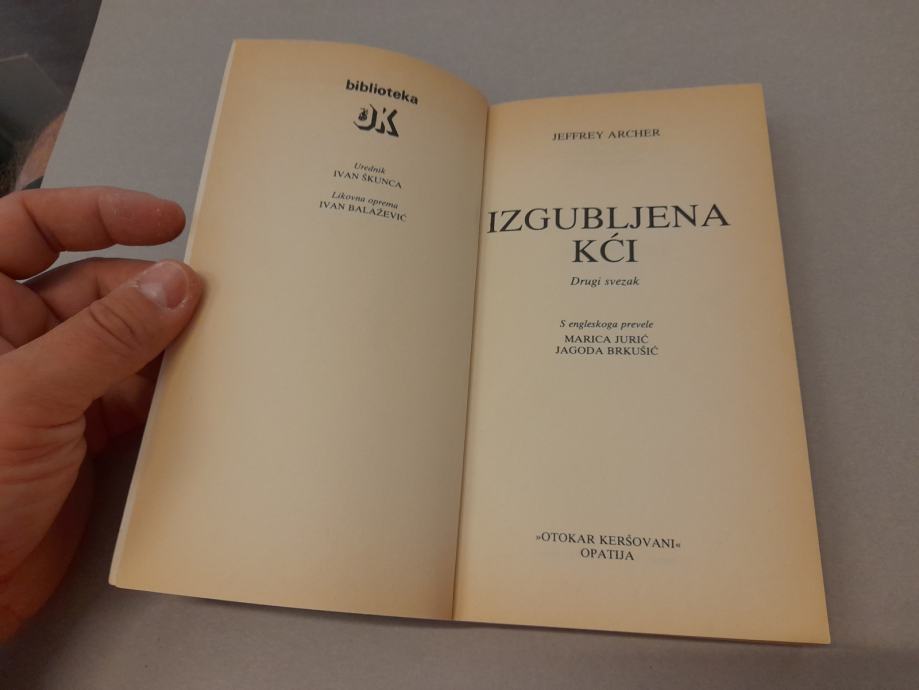 biblioteka
OK
Urednik
IVAN ŠKUNCA
Likovna oprema
IVAN BALAŽEVIĆ
JEFFREY ARCHER
IZGUBLJENA
KĆI
Drugi svezak
S engleskoga prevele
MARICA JURIĆ
JAGODA BRKUŠIĆ
»OTOKAR KERŠOVANI«
OPATIJA